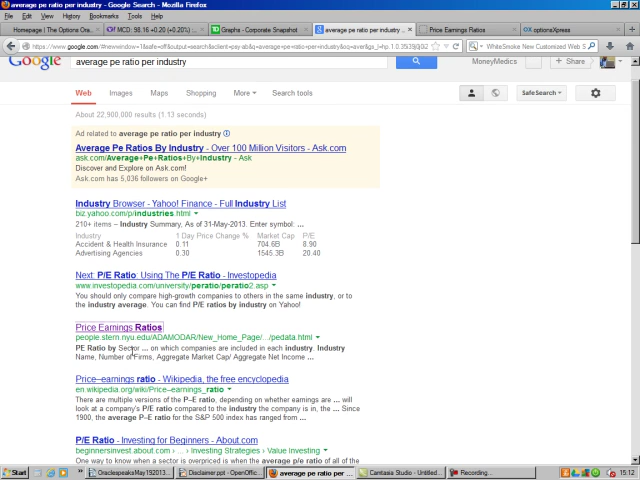 average pe ratio per industry - Google Search - Mozilla Firefox
File Edit View History Bookmarks Tools Help
Homepage | The Options Ora...
MCD: 98.16 +0.20 (+0.20%) :...
Graphs - Corporate Snapshot
average pe ratio per industry ...
Price Earning Ratios
optionsXpress
Google
average pe ratio per industry
MoneyMedics
+ Share
WhiteSmoke New Customized Web S
Web Images Maps Shopping More Search tools
SafeSearch
About 22,900,000 results (1.13 seconds)
Ad related to average pe ratio per industry
Average Pe Ratios By Industry - Over 100 Million Visitors - Ask.com
ask.com/Average+Pe+Ratios+By+Industry - Ask
Discover and Explore on Ask.com!
Ask.com has 5,036 followers on Google+
Industry Browser - Yahoo! Finance - Full Industry List
biz.yahoo.com/p/industries.html
210+ items – Industry Summary. As of 31-May-2013. Enter symbol: ...
Industry 1 Day Price Change % Market Cap P/E
Accident & Health Insurance 0.11 704.6B 8.90
Advertising Agencies 0.30 1545.3B 20.40
Next: P/E Ratio: Using The P/E Ratio - Investopedia
www.investopedia.com/university/peratio/peratio2.asp
You should only compare high-growth companies to others in the same industry, or to
the industry average. You can find P/E ratios by industry on Yahoo!
Price Earnings Ratios
people.stern.nyu.edu/ADAMODAR/New_Home_Page/.../pedata.html
PE Ratio by Sector ... on which companies are included in each industry. Industry
Name, Number of Firms, Aggregate Market Cap/ Aggregate Net Income ...
Price–earnings ratio - Wikipedia, the free encyclopedia
en.wikipedia.org/wiki/Price–earnings_ratio
There are multiple versions of the P–E ratio, depending on whether earnings are ... will
look at a company's P/E ratio compared to the industry the company is in, the ... Since
1900, the average P–E ratio for the S&P 500 index has ranged from ...
P/E Ratio - Investing for Beginners - About.com
beginnersinvest.about.com › ... › Investing Strategies › Value Investing
One way to know when a sector is overpriced is when the average p/e ratio of all of the
Start
OraclespeaksMay192013...
Disclaimer.ppt - OpenOffic...
average pe ratio per ...
Camtasia Studio - Untitled...
Recording...
15:12